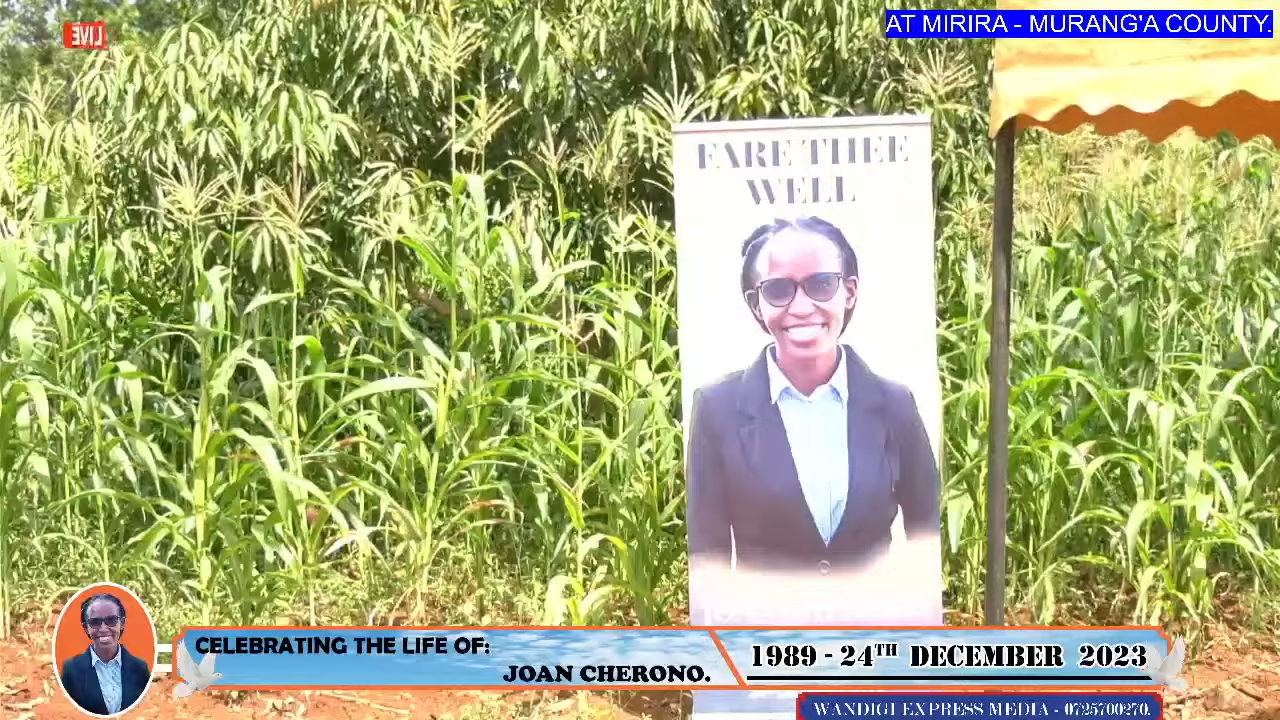 LIVE
AT MIRIRA - MURANG'A COUNTY.
FARE THEE
WELL
CELEBRATING THE LIFE OF:
JOAN CHERONO.
1989 - 24TH DECEMBER 2023
WANDIGI EXPRESS MEDIA - 0725700270.